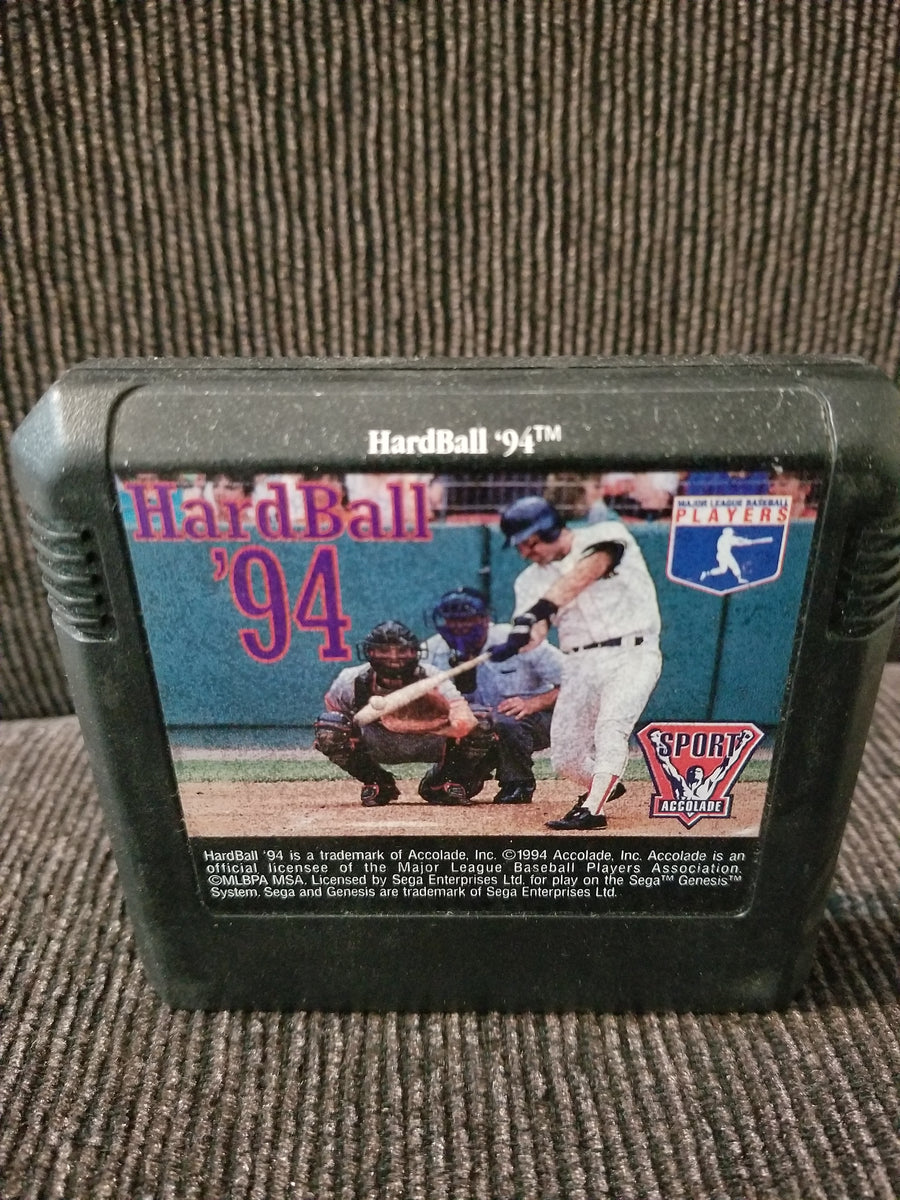 HardBall '94™
HardBall
'94
MAJOR LEAGUE BASEBALL
PLAYERS
SPORT
ACCOLADE
HardBall '94 is a trademark of Accolade, Inc. ©1994 Accolade, Inc. Accolade is an
official licensee of the Major League Baseball Players Association.
©MLBPA MSA. Licensed by Sega Enterprises Ltd. for play on the Sega™ Genesis™
System. Sega and Genesis are trademark of Sega Enterprises Ltd.